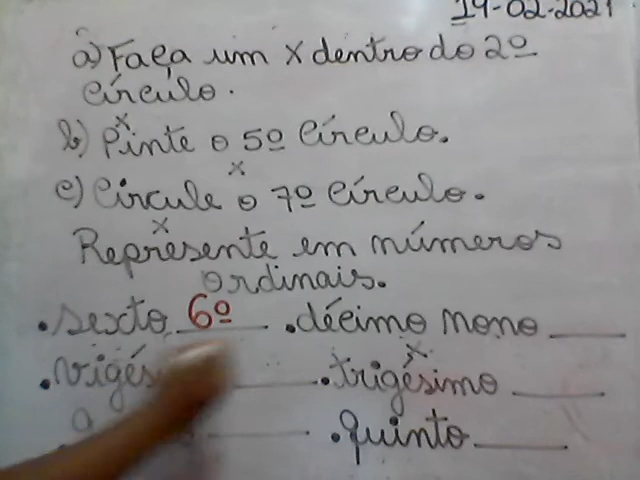 19-02-2021
a) Faça um x dentro do 2º
círculo.
b) Pinte o 5º círculo.
c) Circule o 7º círculo.
Represente em números
ordinais.
.sexto 6º .décimo nono
. .trigésimo
.quinto